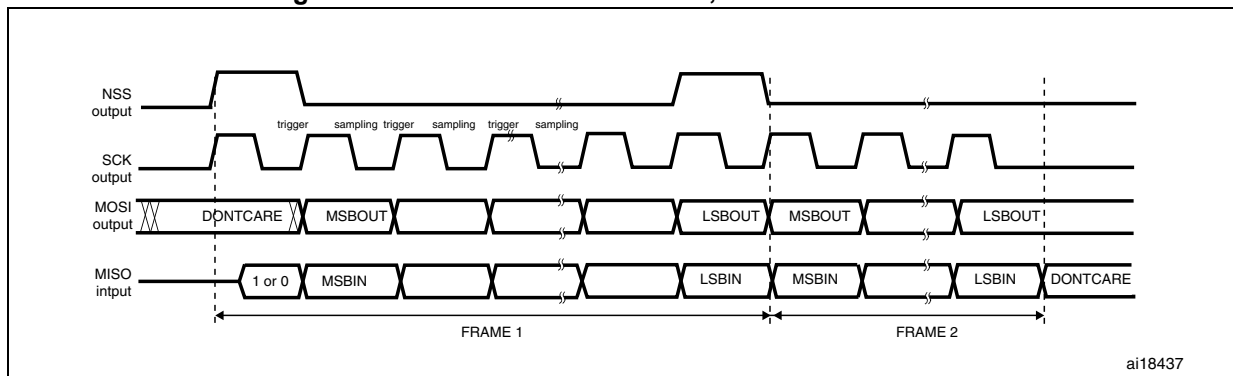 NSS
output
trigger sampling trigger sampling trigger sampling
SCK
output
MOSI
output
DONTCARE MSBOUT LSBOUT MSBOUT LSBOUT
MISO
intput
1 or 0 MSBIN LSBIN MSBIN LSBIN DONTCARE
FRAME 1 FRAME 2
ai18437